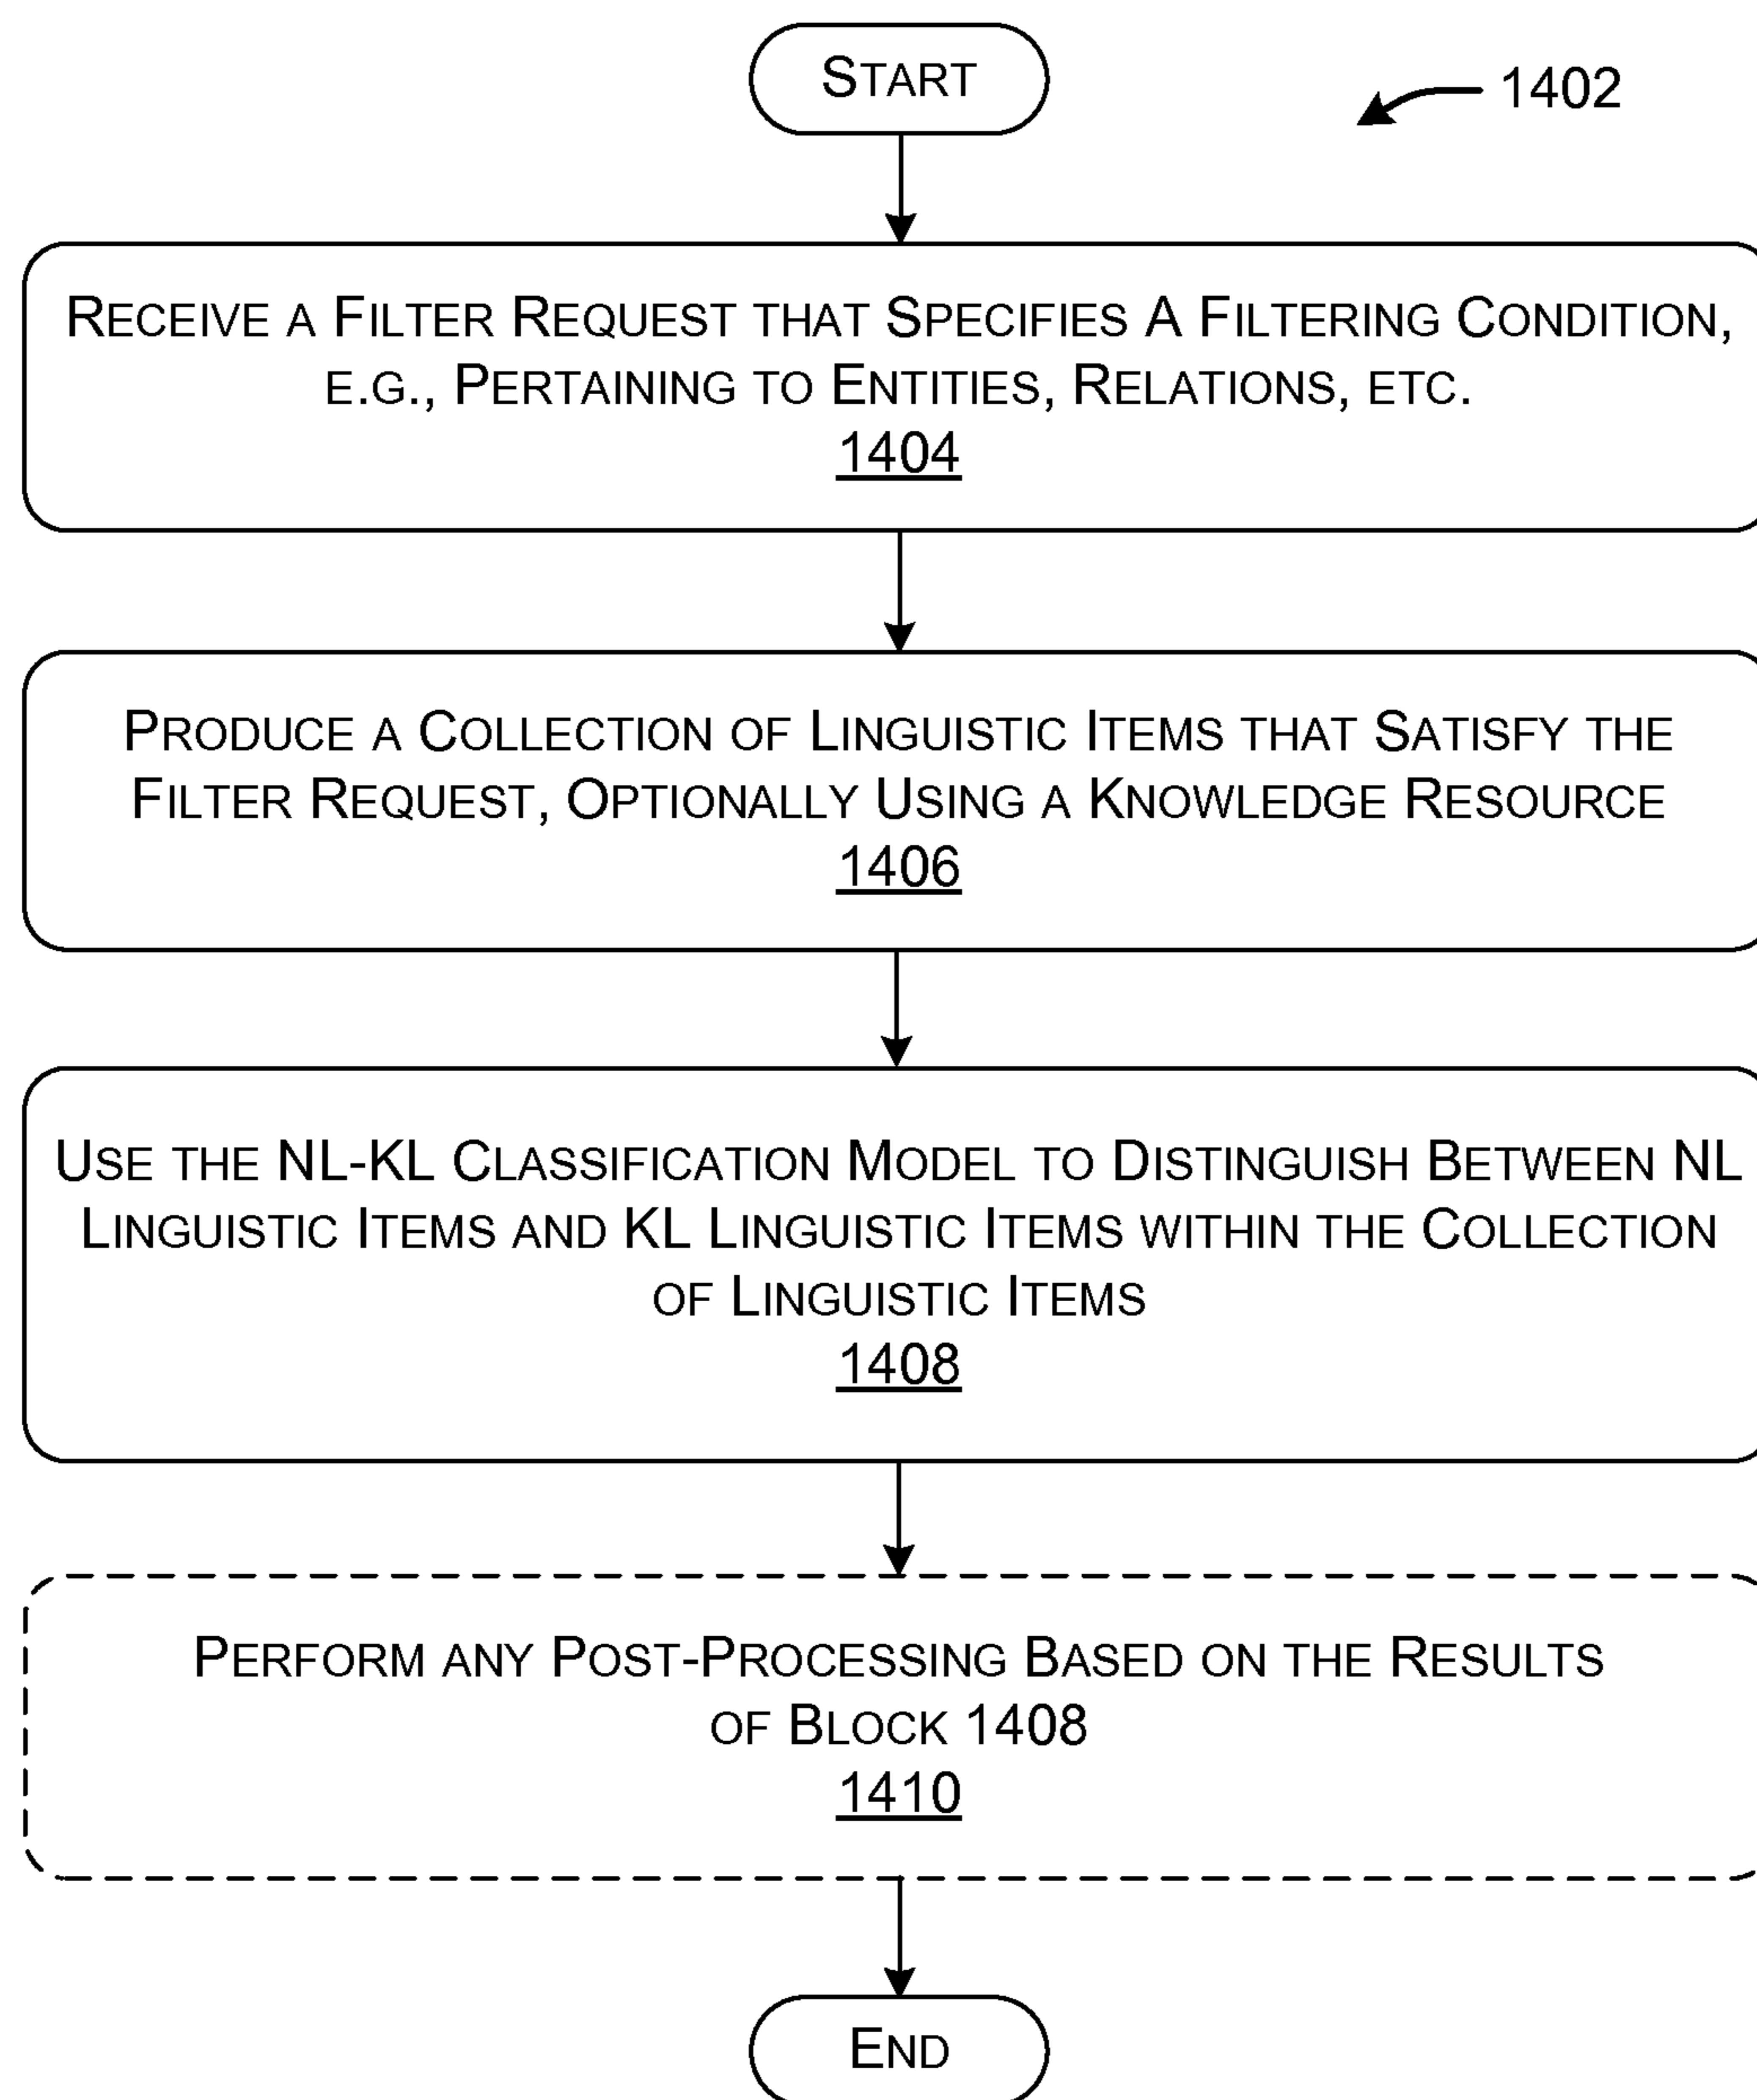 START
1402
RECEIVE A FILTER REQUEST THAT SPECIFIES A FILTERING CONDITION,
E.G., PERTAINING TO ENTITIES, RELATIONS, ETC.
1404
PRODUCE A COLLECTION OF LINGUISTIC ITEMS THAT SATISFY THE
FILTER REQUEST, OPTIONALLY USING A KNOWLEDGE RESOURCE
1406
USE THE NL-KL CLASSIFICATION MODEL TO DISTINGUISH BETWEEN NL
LINGUISTIC ITEMS AND KL LINGUISTIC ITEMS WITHIN THE COLLECTION
OF LINGUISTIC ITEMS
1408
PERFORM ANY POST-PROCESSING BASED ON THE RESULTS
OF BLOCK 1408
1410
END